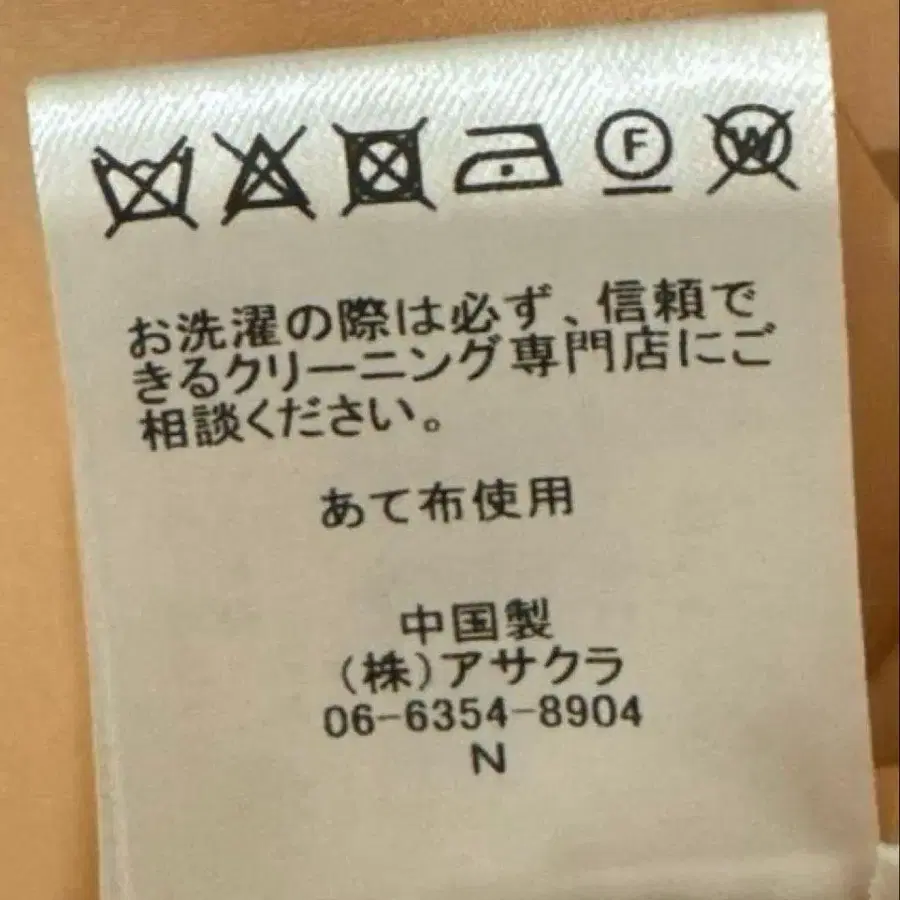 F W
お洗濯の際は必ず、信頼で
きるクリーニング専門店にご
相談ください。
あて布使用
中国製
(株)アサクラ
06-6354-8904
N